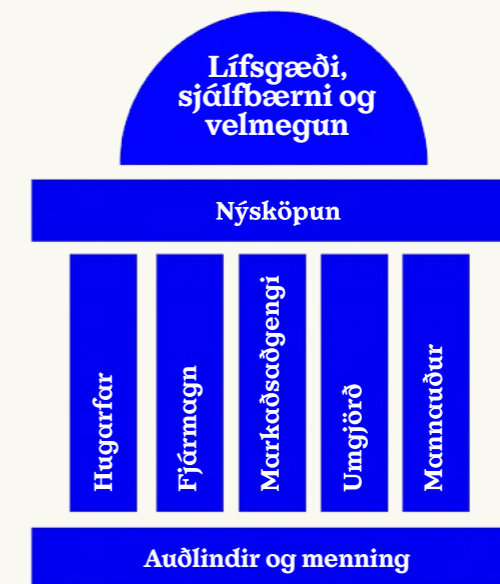 Lífsgæði,
sjálfbærni og
velmegun
Nýsköpun
Hugarfar
Fjármagn
Markaðsaðgengi
Umgjörð
Mannauður
Auðlindir og menning